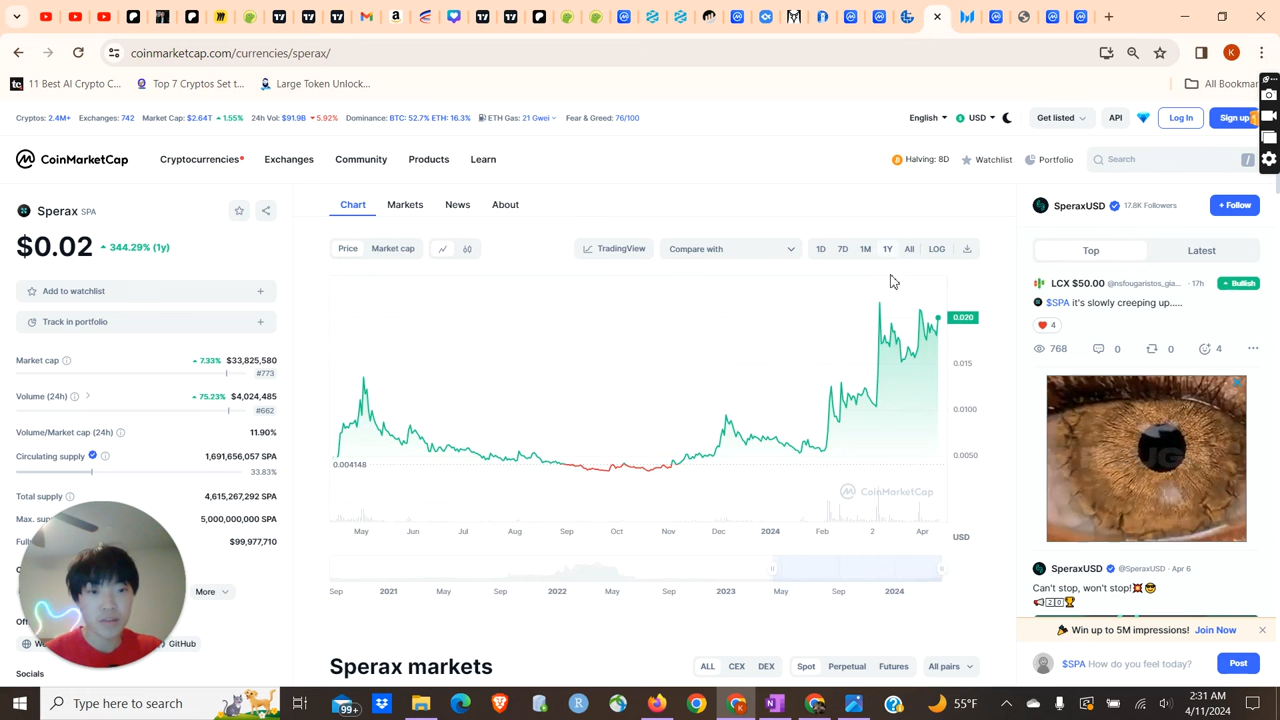 coinmarketcap.com/currencies/sperax/
K
tc 11 Best AI Crypto C... Top 7 Cryptos Set t... Large Token Unlock... All Bookmar
Cryptos: 2.4M+ Exchanges: 742 Market Cap: $2.64T 1.55% 24h Vol: $91.9B 5.92% Dominance: BTC: 52.7% ETH: 16.3% ETH Gas: 21 Gwei Fear & Greed: 76/100 English USD Get listed API Log In Sign up
CoinMarketCap Cryptocurrencies Exchanges Community Products Learn Halving: 8D Watchlist Portfolio Search /
Sperax SPA
$0.02 344.29% (1y)
Add to watchlist +
Track in portfolio +
Market cap 7.33% $33,825,580
#773
Volume (24h) 75.23% $4,024,485
#662
Volume/Market cap (24h) 11.90%
Circulating supply 1,691,656,057 SPA
33.83%
Total supply 4,615,267,292 SPA
Max. 5,000,000,000 SPA
$99,977,710
More
GitHub
Socials
Chart Markets News About
Price Market cap TradingView Compare with 1D 7D 1M 1Y All LOG
0.020
0.015
0.0100
0.0050
0.004148
CoinMarketCap
May Jun Jul Aug Sep Oct Nov Dec 2024 Feb 2 Apr USD
Sep 2021 May Sep 2022 May Sep 2023 May Sep 2024
Sperax markets ALL CEX DEX Spot Perpetual Futures All pairs
SperaxUSD 17.8K Followers + Follow
Top Latest
LCX $50.00 @nsfougaristos_gia... · 17h Bullish
$SPA it's slowly creeping up.....
4
768 0 0 4
SperaxUSD @SperaxUSD · Apr 6
Can't stop, won't stop!
Win up to 5M impressions! Join Now
$SPA How do you feel today? Post
Type here to search 99+ 55°F 2:31 AM
4/11/2024